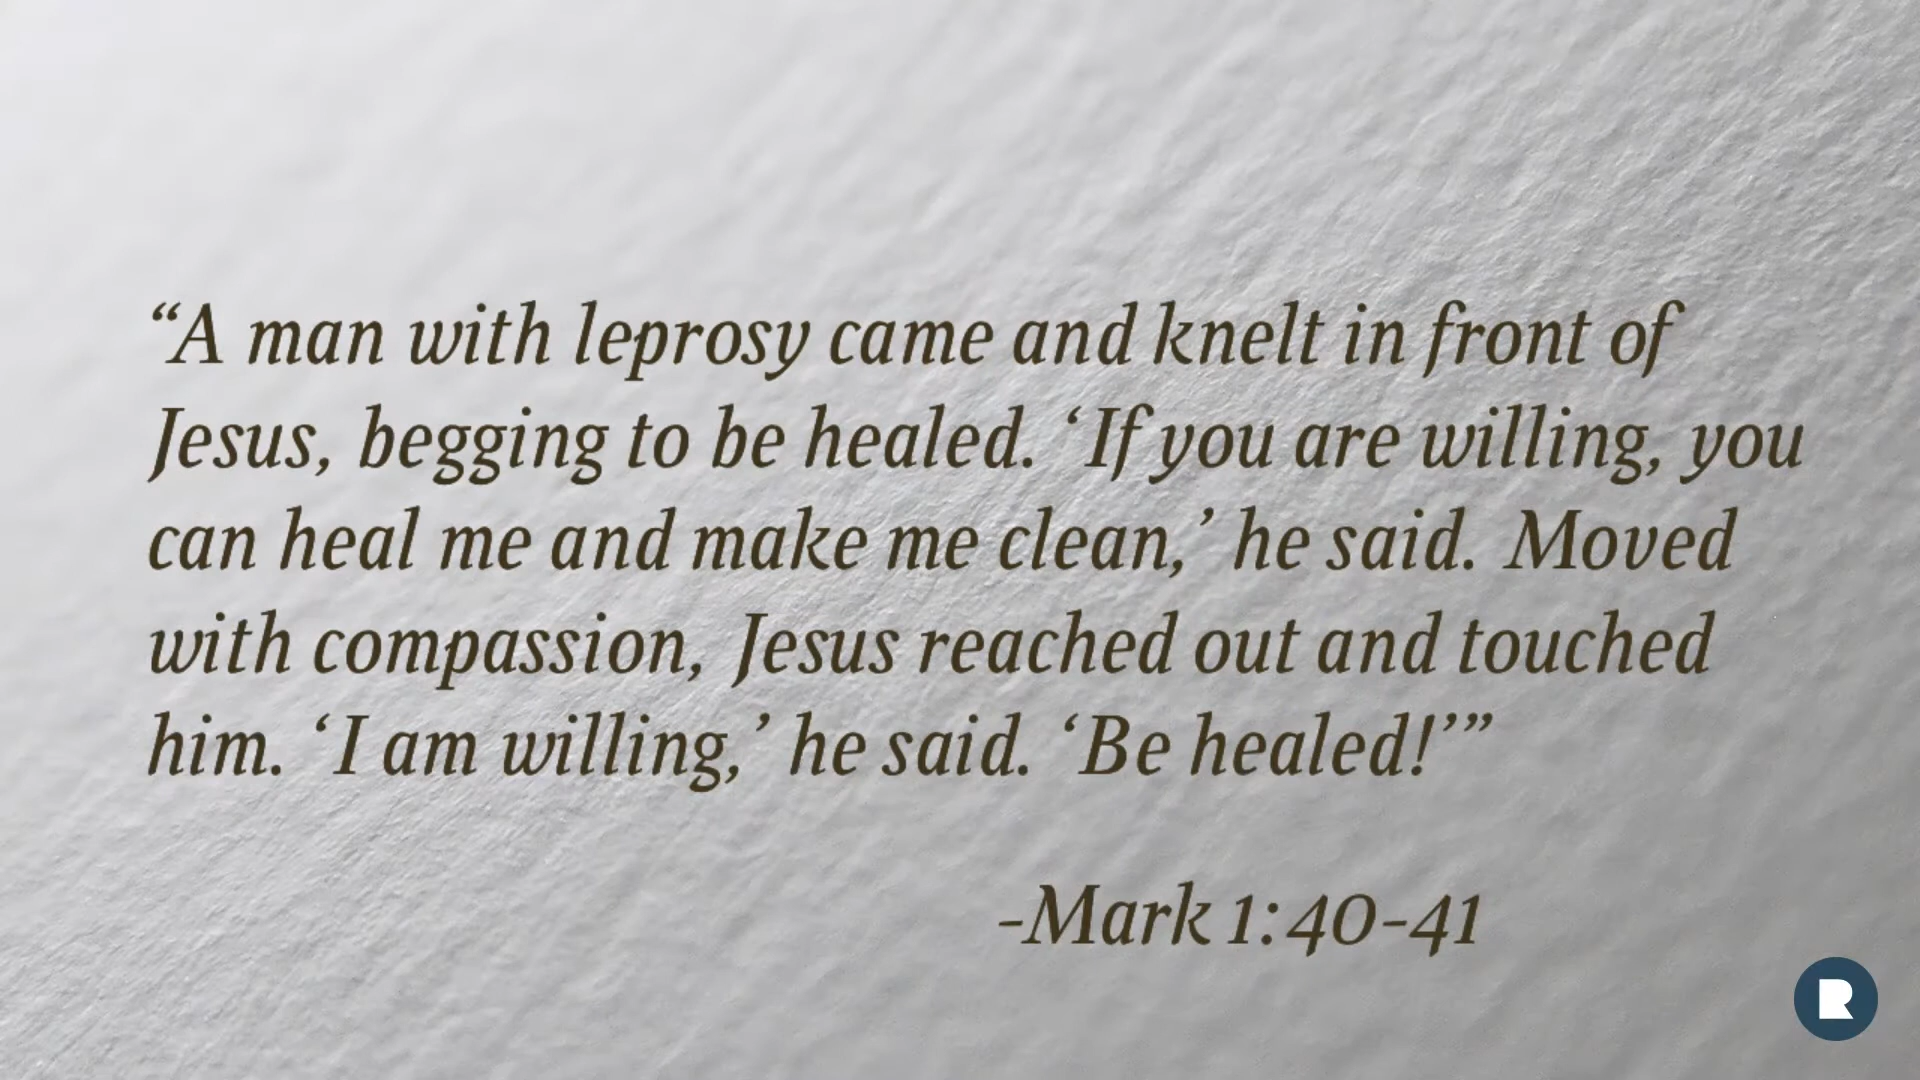 “A man with leprosy came and knelt in front of
Jesus, begging to be healed. ‘If you are willing, you
can heal me and make me clean,’ he said. Moved
with compassion, Jesus reached out and touched
him. ‘I am willing,’ he said. ‘Be healed!’”
-Mark 1:40-41
R